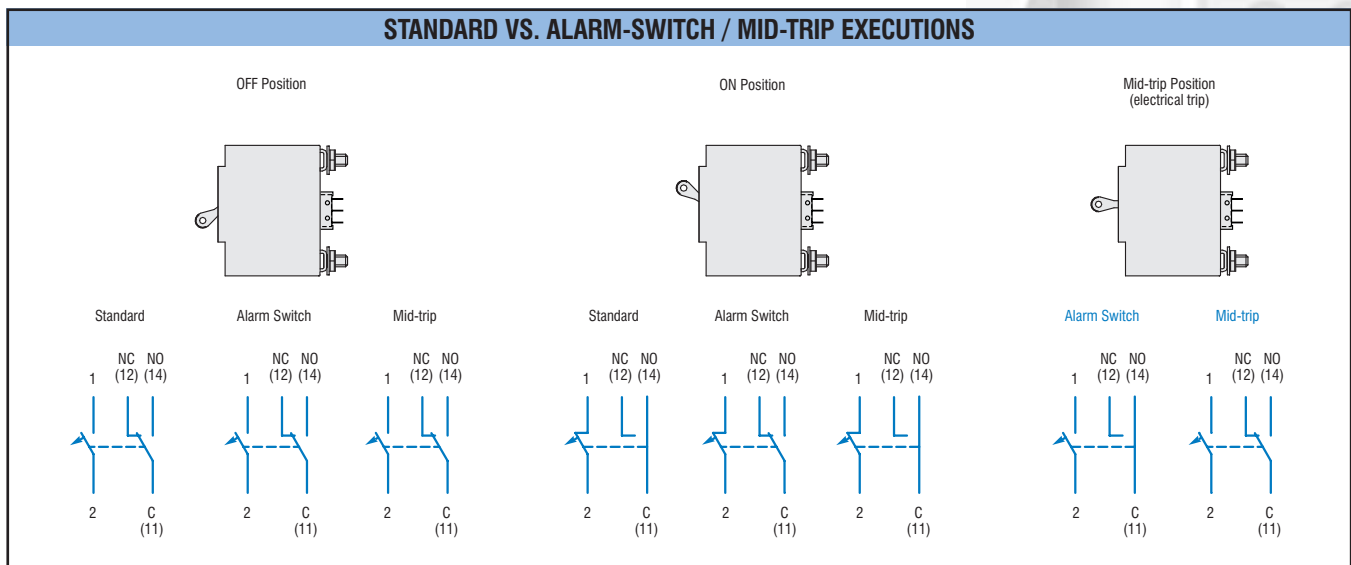 STANDARD VS. ALARM-SWITCH / MID-TRIP EXECUTIONS
OFF Position
ON Position
Mid-trip Position
(electrical trip)
Standard
Alarm Switch
Mid-trip
Standard
Alarm Switch
Mid-trip
Alarm Switch
Mid-trip
1 NC NO
(12) (14)
1 NC NO
(12) (14)
1 NC NO
(12) (14)
1 NC NO
(12) (14)
1 NC NO
(12) (14)
1 NC NO
(12) (14)
1 NC NO
(12) (14)
1 NC NO
(12) (14)
2 C
(11)
2 C
(11)
2 C
(11)
2 C
(11)
2 C
(11)
2 C
(11)
2 C
(11)
2 C
(11)